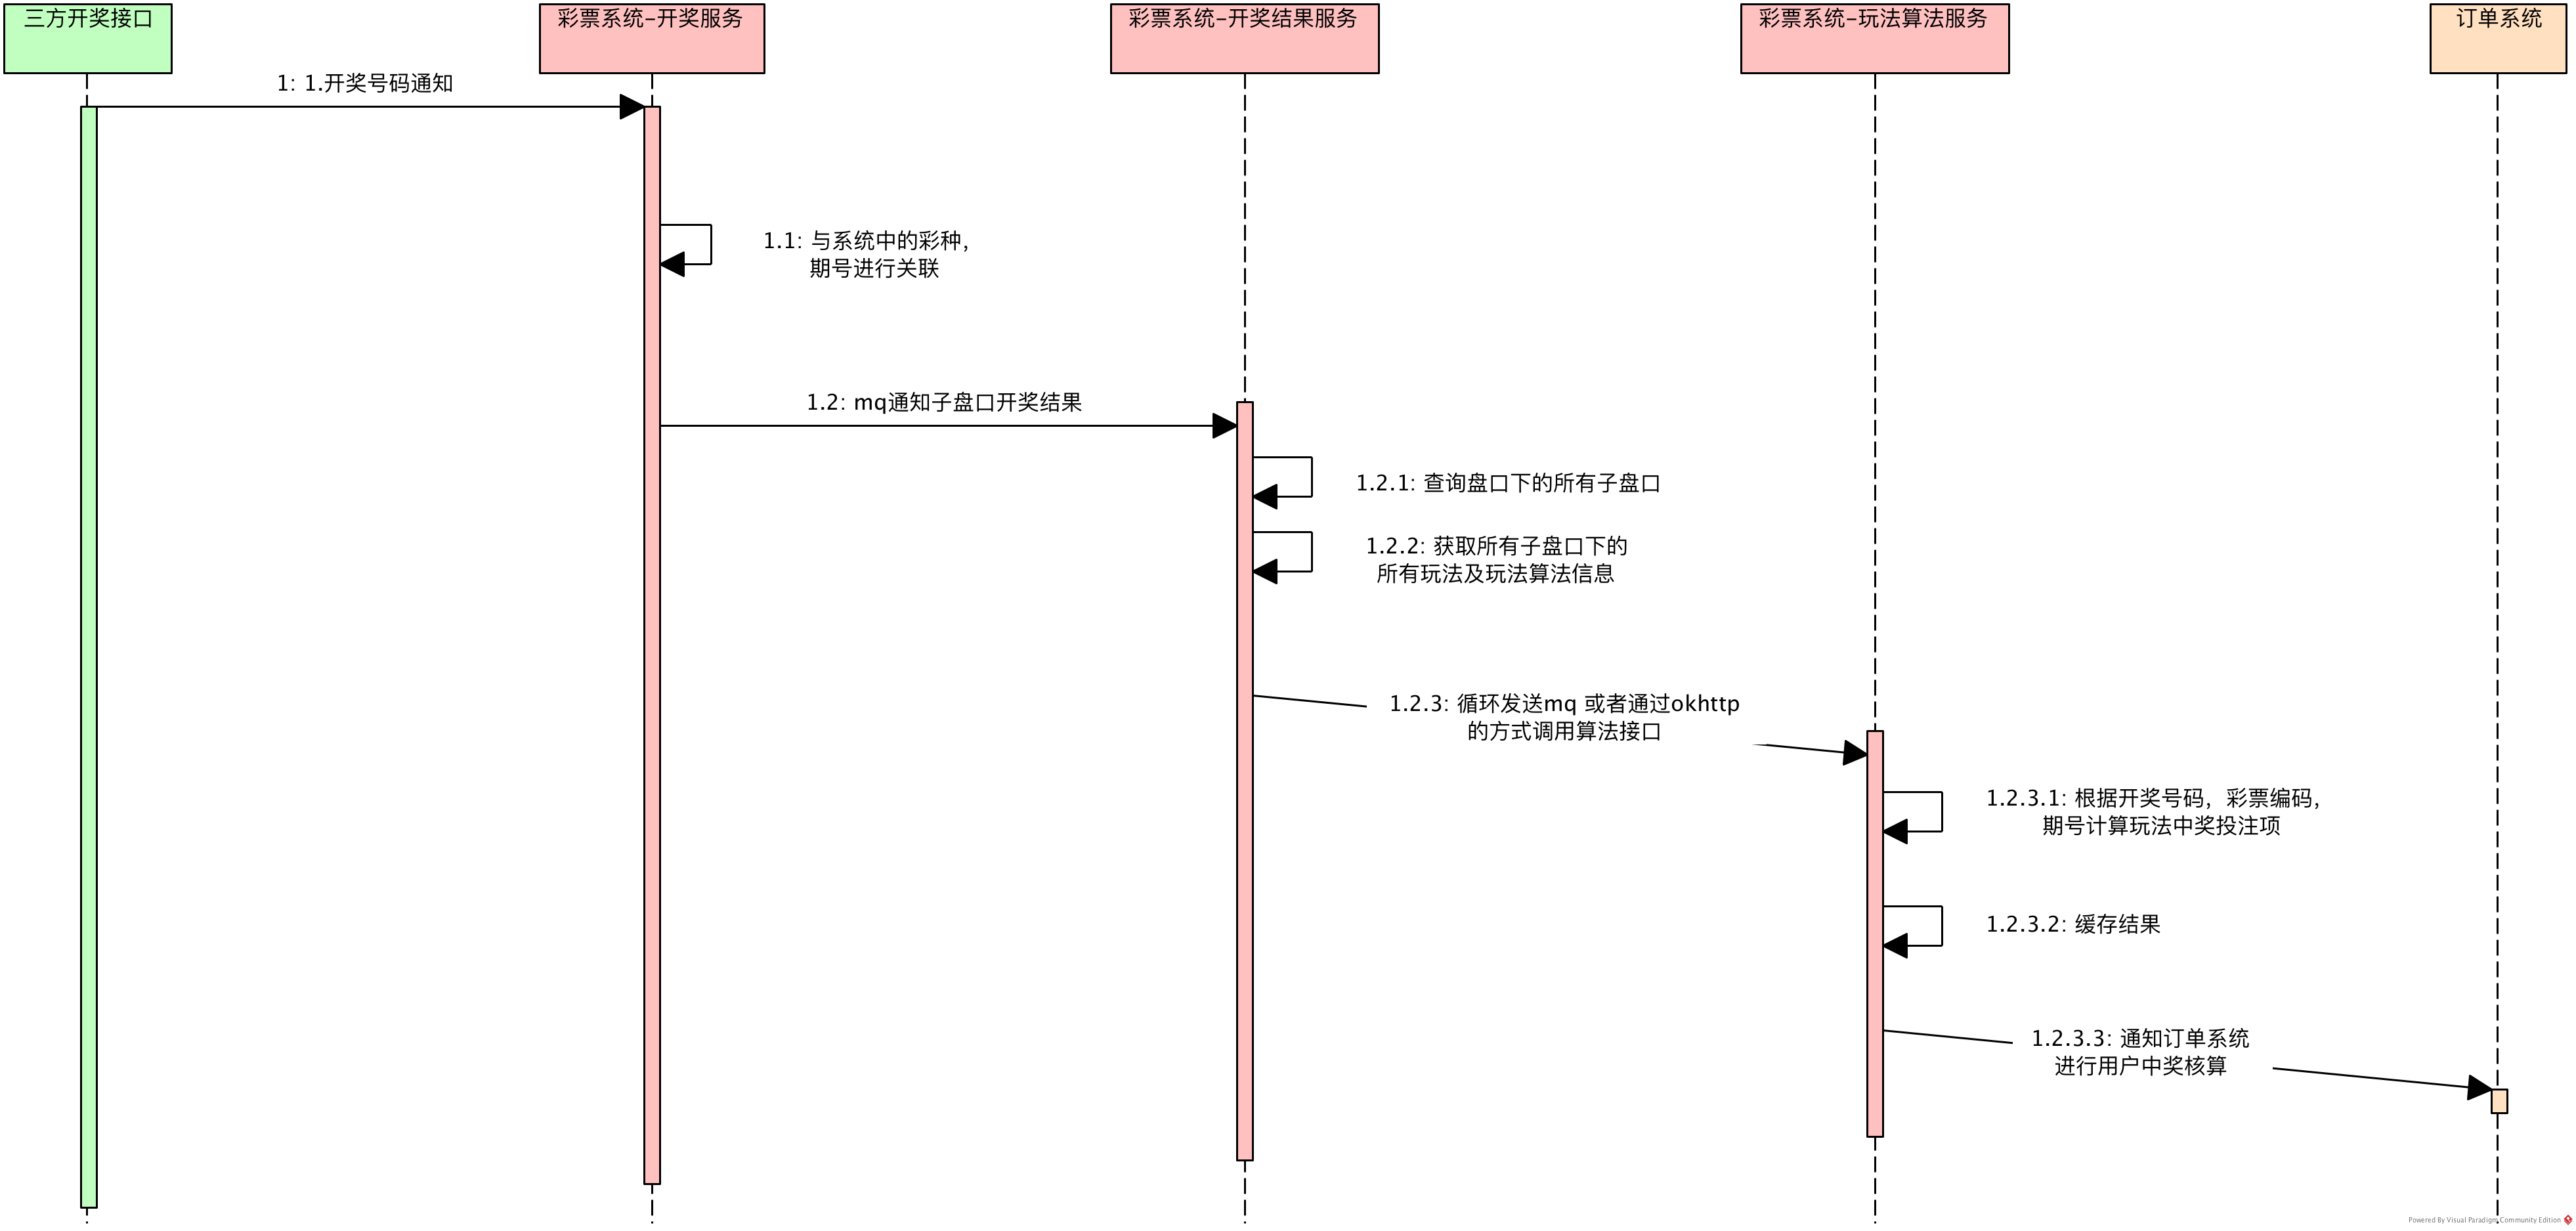 三方开奖接口
彩票系统-开奖服务
彩票系统-开奖结果服务
彩票系统-玩法算法服务
订单系统
1: 1.开奖号码通知
1.1: 与系统中的彩种，
期号进行关联
1.2: mq通知子盘口开奖结果
1.2.1: 查询盘口下的所有子盘口
1.2.2: 获取所有子盘口下的
所有玩法及玩法算法信息
1.2.3: 循环发送mq 或者通过okhttp
的方式调用算法接口
1.2.3.1: 根据开奖号码，彩票编码，
期号计算玩法中奖投注项
1.2.3.2: 缓存结果
1.2.3.3: 通知订单系统
进行用户中奖核算
Powered By Visual Paradigm Community Edition